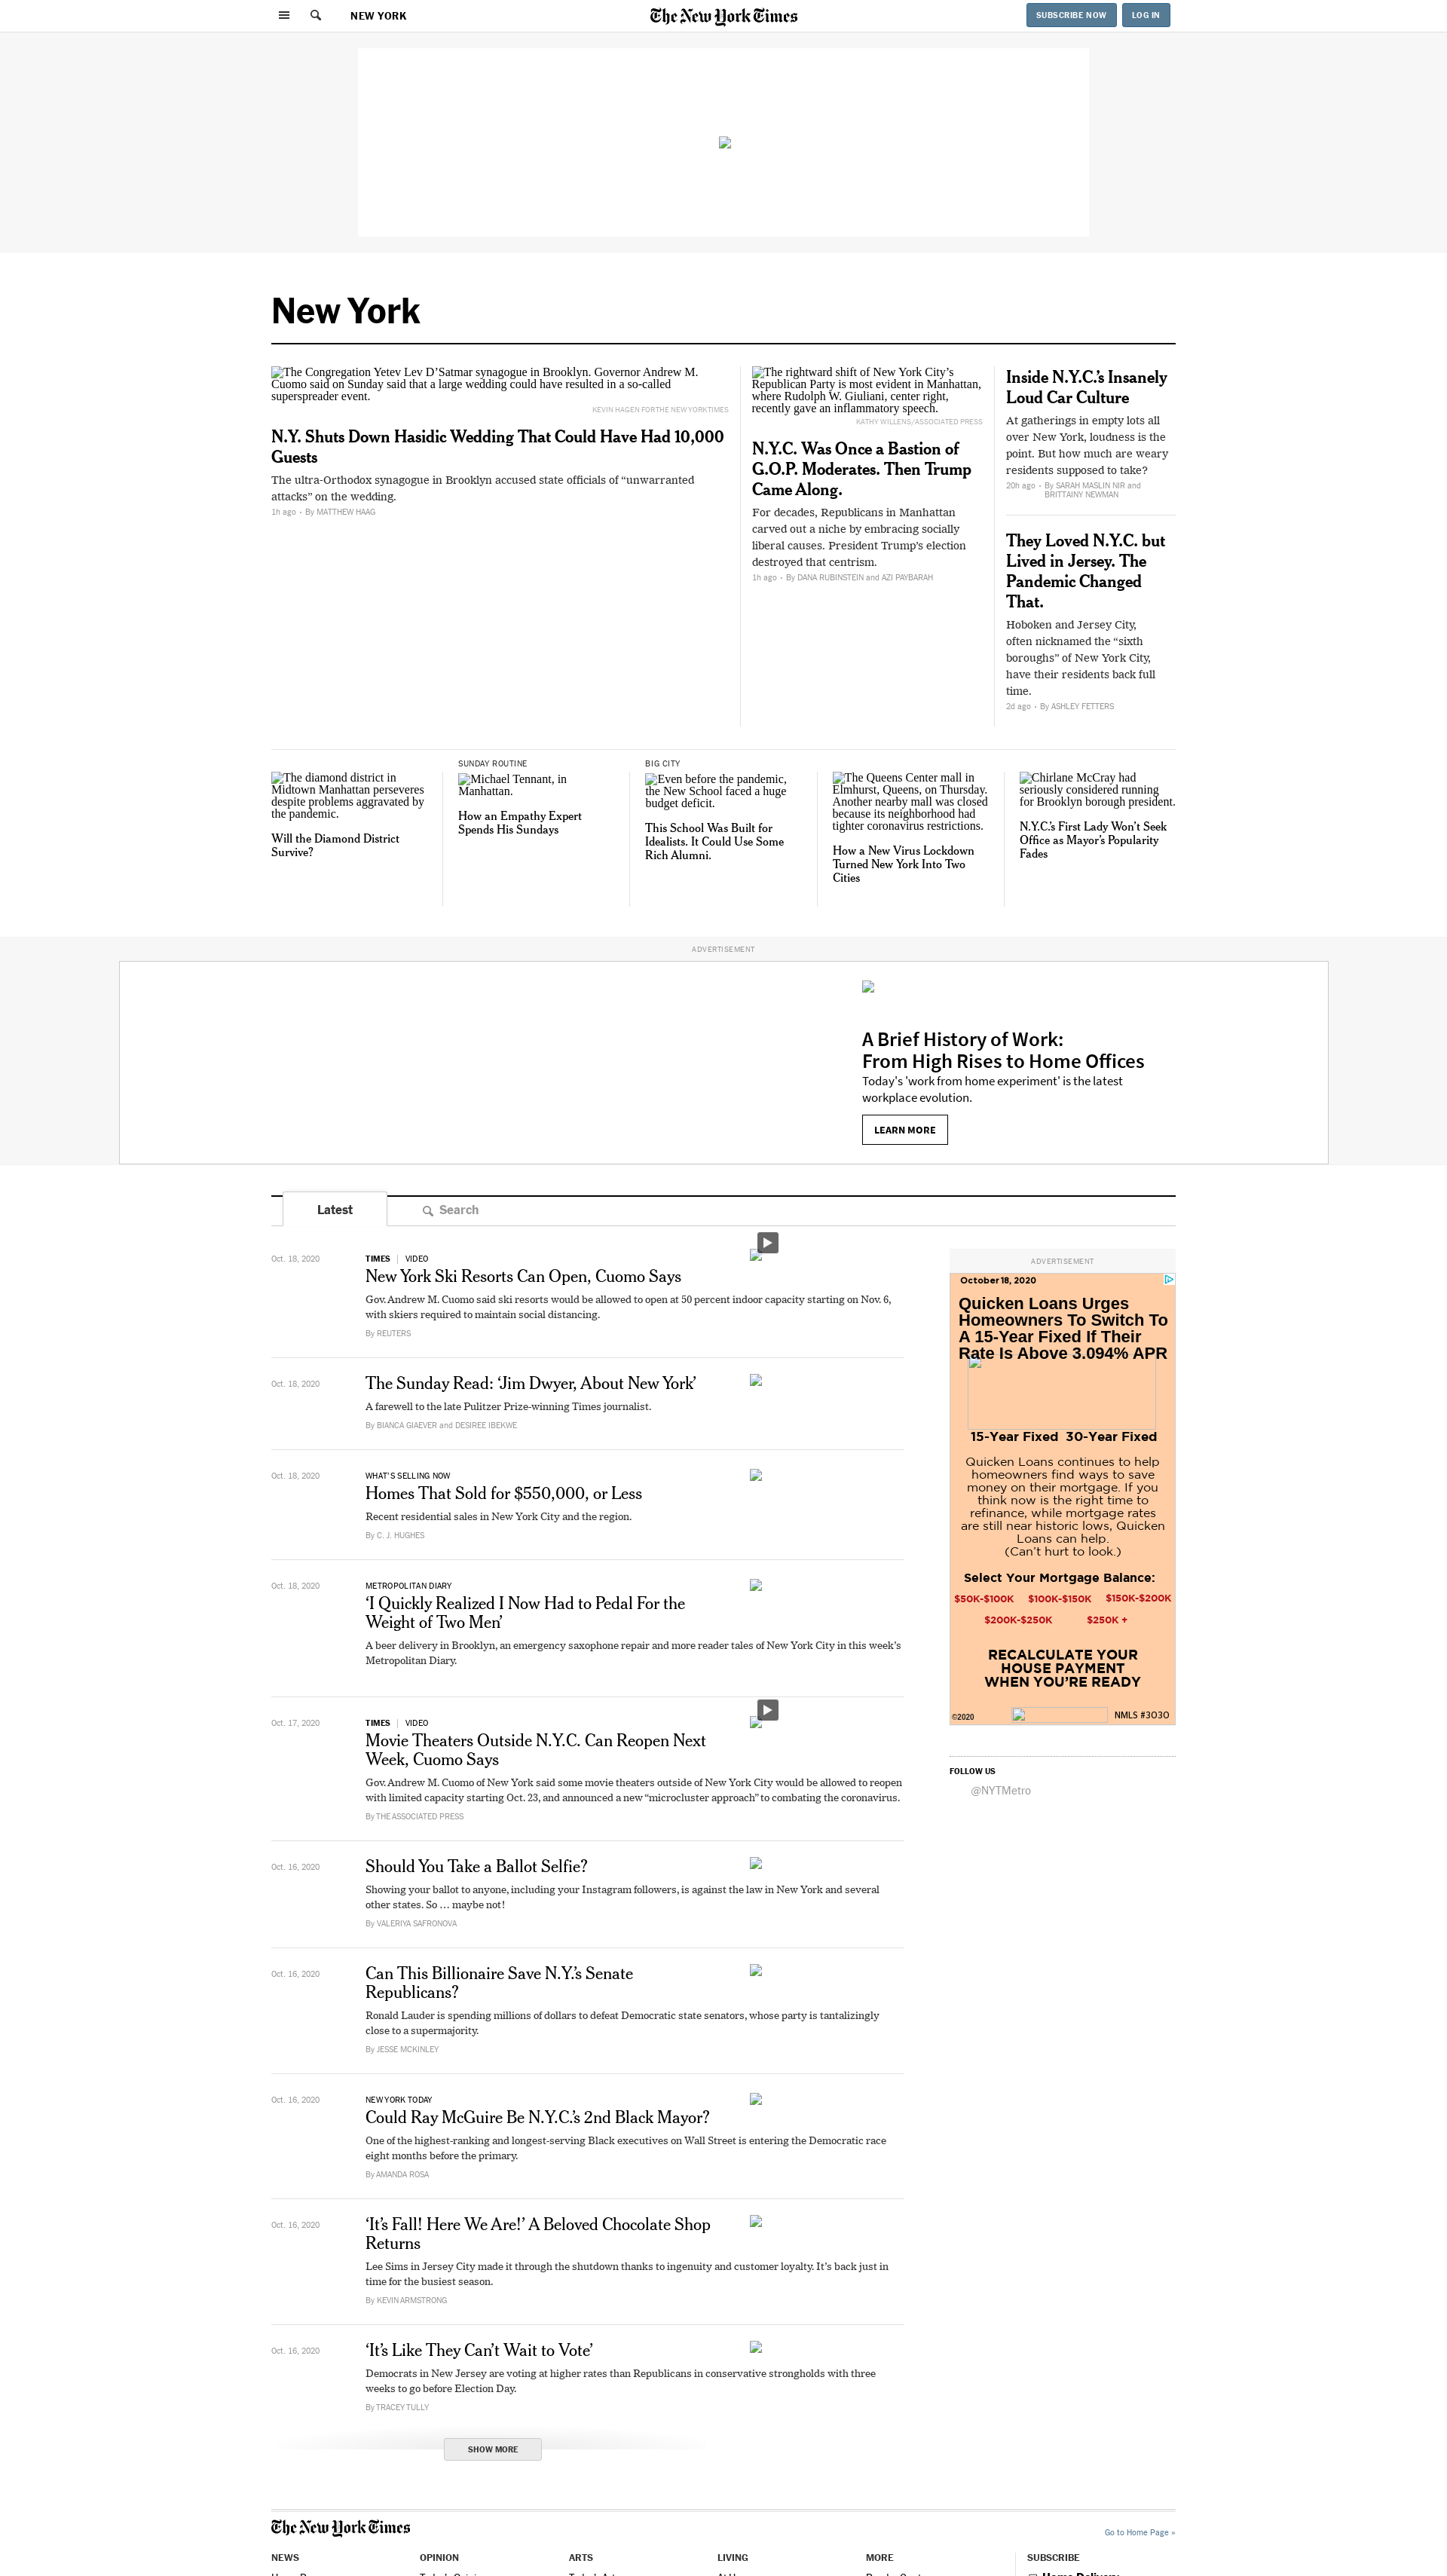 NEW YORK
The New York Times
SUBSCRIBE NOW
LOG IN
New York
The Congregation Yetev Lev D’Satmar synagogue in Brooklyn. Governor Andrew M.
Cuomo said on Sunday said that a large wedding could have resulted in a so-called
superspreader event.
KEVIN HAGEN FOR THE NEW YORK TIMES
N.Y. Shuts Down Hasidic Wedding That Could Have Had 10,000
Guests
The ultra-Orthodox synagogue in Brooklyn accused state officials of “unwarranted
attacks” on the wedding.
1h ago • By MATTHEW HAAG
The rightward shift of New York City’s
Republican Party is most evident in Manhattan,
where Rudolph W. Giuliani, center right,
recently gave an inflammatory speech.
KATHY WILLENS/ASSOCIATED PRESS
N.Y.C. Was Once a Bastion of
G.O.P. Moderates. Then Trump
Came Along.
For decades, Republicans in Manhattan
carved out a niche by embracing socially
liberal causes. President Trump’s election
destroyed that centrism.
1h ago • By DANA RUBINSTEIN and AZI PAYBARAH
Inside N.Y.C.’s Insanely
Loud Car Culture
At gatherings in empty lots all
over New York, loudness is the
point. But how much are weary
residents supposed to take?
20h ago • By SARAH MASLIN NIR and
BRITTAINY NEWMAN
They Loved N.Y.C. but
Lived in Jersey. The
Pandemic Changed
That.
Hoboken and Jersey City,
often nicknamed the “sixth
boroughs” of New York City,
have their residents back full
time.
2d ago • By ASHLEY FETTERS
The diamond district in
Midtown Manhattan perseveres
despite problems aggravated by
the pandemic.
Will the Diamond District
Survive?
SUNDAY ROUTINE
Michael Tennant, in
Manhattan.
How an Empathy Expert
Spends His Sundays
BIG CITY
Even before the pandemic,
the New School faced a huge
budget deficit.
This School Was Built for
Idealists. It Could Use Some
Rich Alumni.
The Queens Center mall in
Elmhurst, Queens, on Thursday.
Another nearby mall was closed
because its neighborhood had
tighter coronavirus restrictions.
How a New Virus Lockdown
Turned New York Into Two
Cities
Chirlane McCray had
seriously considered running
for Brooklyn borough president.
N.Y.C.’s First Lady Won’t Seek
Office as Mayor’s Popularity
Fades
ADVERTISEMENT
A Brief History of Work:
From High Rises to Home Offices
Today's 'work from home experiment' is the latest
workplace evolution.
LEARN MORE
Latest
Search
Oct. 18, 2020
TIMES | VIDEO
New York Ski Resorts Can Open, Cuomo Says
Gov. Andrew M. Cuomo said ski resorts would be allowed to open at 50 percent indoor capacity starting on Nov. 6,
with skiers required to maintain social distancing.
By REUTERS
Oct. 18, 2020
The Sunday Read: ‘Jim Dwyer, About New York’
A farewell to the late Pulitzer Prize-winning Times journalist.
By BIANCA GIAEVER and DESIREE IBEKWE
Oct. 18, 2020
WHAT’S SELLING NOW
Homes That Sold for $550,000, or Less
Recent residential sales in New York City and the region.
By C. J. HUGHES
Oct. 18, 2020
METROPOLITAN DIARY
‘I Quickly Realized I Now Had to Pedal For the
Weight of Two Men’
A beer delivery in Brooklyn, an emergency saxophone repair and more reader tales of New York City in this week’s
Metropolitan Diary.
Oct. 17, 2020
TIMES | VIDEO
Movie Theaters Outside N.Y.C. Can Reopen Next
Week, Cuomo Says
Gov. Andrew M. Cuomo of New York said some movie theaters outside of New York City would be allowed to reopen
with limited capacity starting Oct. 23, and announced a new “microcluster approach” to combating the coronavirus.
By THE ASSOCIATED PRESS
Oct. 16, 2020
Should You Take a Ballot Selfie?
Showing your ballot to anyone, including your Instagram followers, is against the law in New York and several
other states. So … maybe not!
By VALERIYA SAFRONOVA
Oct. 16, 2020
Can This Billionaire Save N.Y.’s Senate
Republicans?
Ronald Lauder is spending millions of dollars to defeat Democratic state senators, whose party is tantalizingly
close to a supermajority.
By JESSE MCKINLEY
Oct. 16, 2020
NEW YORK TODAY
Could Ray McGuire Be N.Y.C.’s 2nd Black Mayor?
One of the highest-ranking and longest-serving Black executives on Wall Street is entering the Democratic race
eight months before the primary.
By AMANDA ROSA
Oct. 16, 2020
‘It’s Fall! Here We Are!’ A Beloved Chocolate Shop
Returns
Lee Sims in Jersey City made it through the shutdown thanks to ingenuity and customer loyalty. It’s back just in
time for the busiest season.
By KEVIN ARMSTRONG
Oct. 16, 2020
‘It’s Like They Can’t Wait to Vote’
Democrats in New Jersey are voting at higher rates than Republicans in conservative strongholds with three
weeks to go before Election Day.
By TRACEY TULLY
SHOW MORE
ADVERTISEMENT
October 18, 2020
Quicken Loans Urges
Homeowners To Switch To
A 15-Year Fixed If Their
Rate Is Above 3.094% APR
15-Year Fixed 30-Year Fixed
Quicken Loans continues to help
homeowners find ways to save
money on their mortgage. If you
think now is the right time to
refinance, while mortgage rates
are still near historic lows, Quicken
Loans can help.
(Can’t hurt to look.)
Select Your Mortgage Balance:
$50K-$100K $100K-$150K $150K-$200K
$200K-$250K $250K +
RECALCULATE YOUR
HOUSE PAYMENT
WHEN YOU’RE READY
©2020
NMLS #3030
FOLLOW US
@NYTMetro
The New York Times
Go to Home Page »
NEWS
OPINION
ARTS
LIVING
MORE
SUBSCRIBE